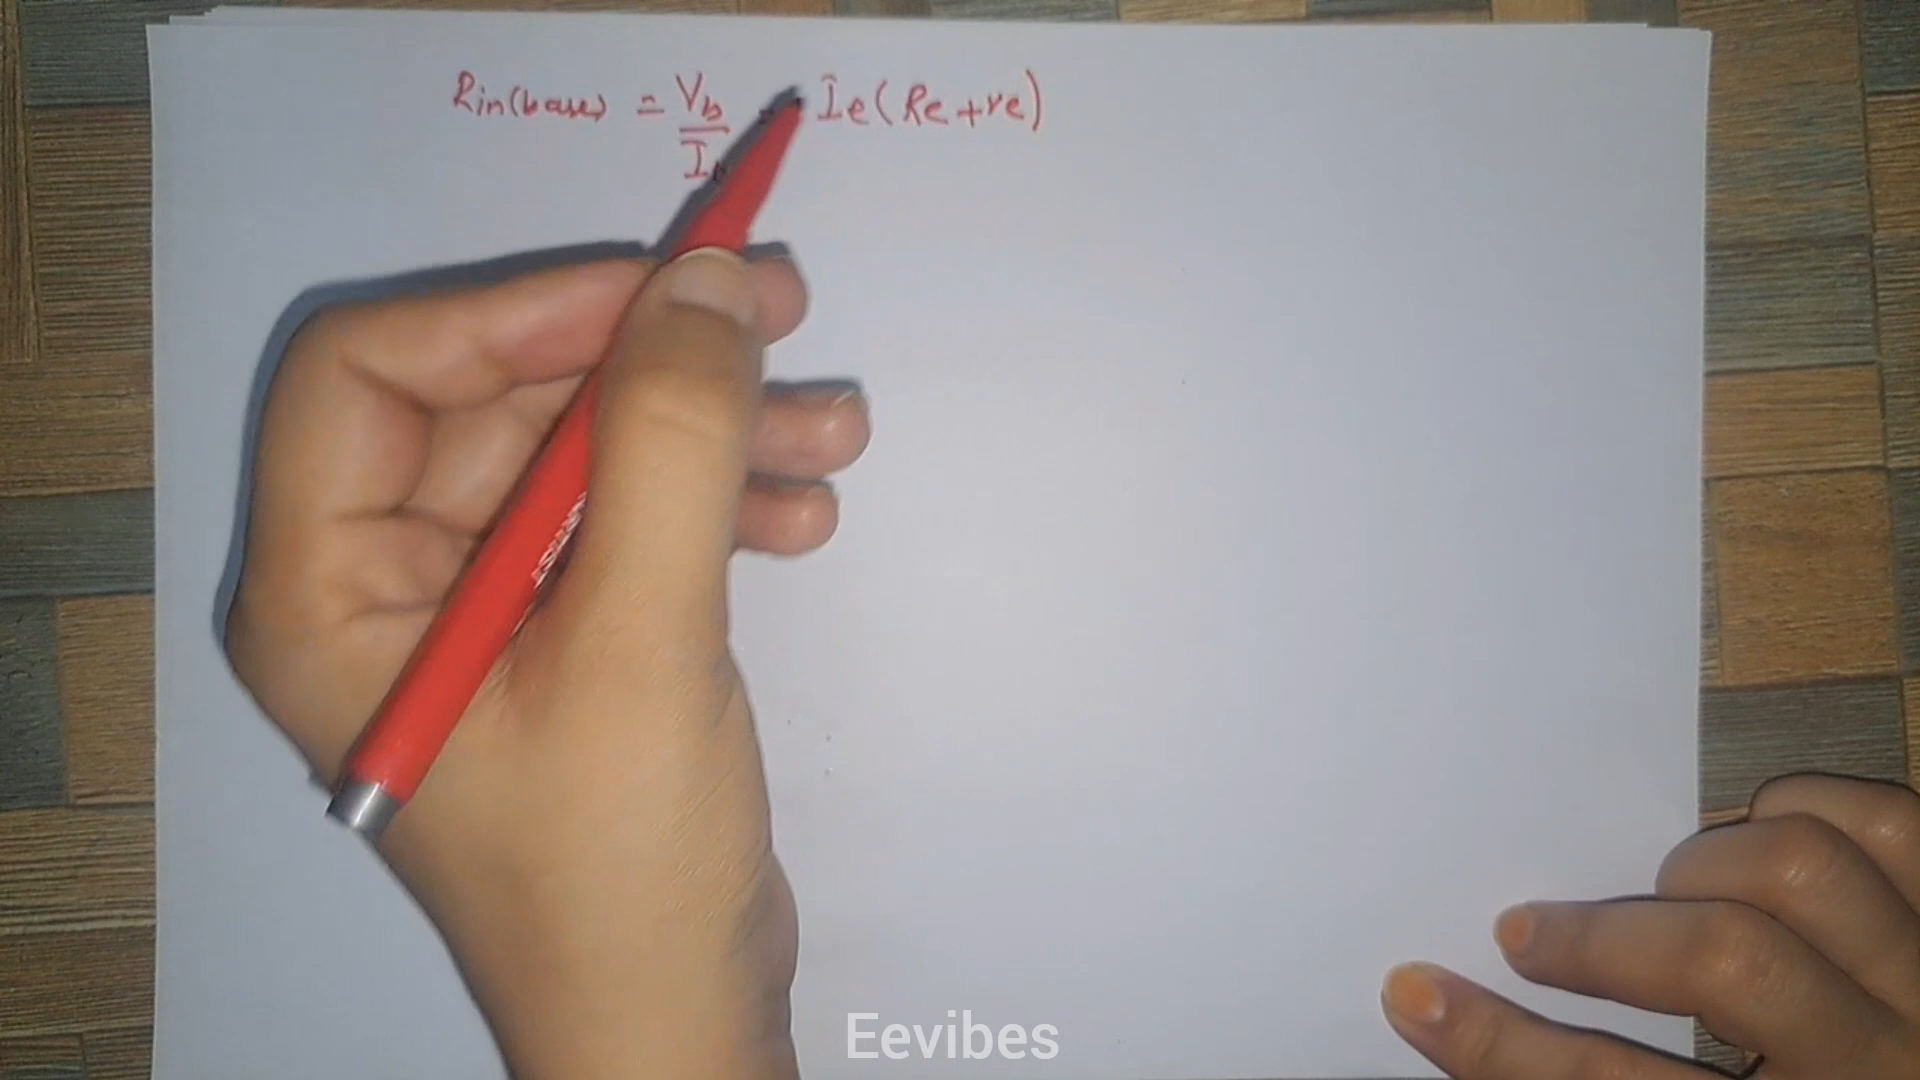 Rin(base) = Vb = Ie(Re+re)
Ib
Eevibes